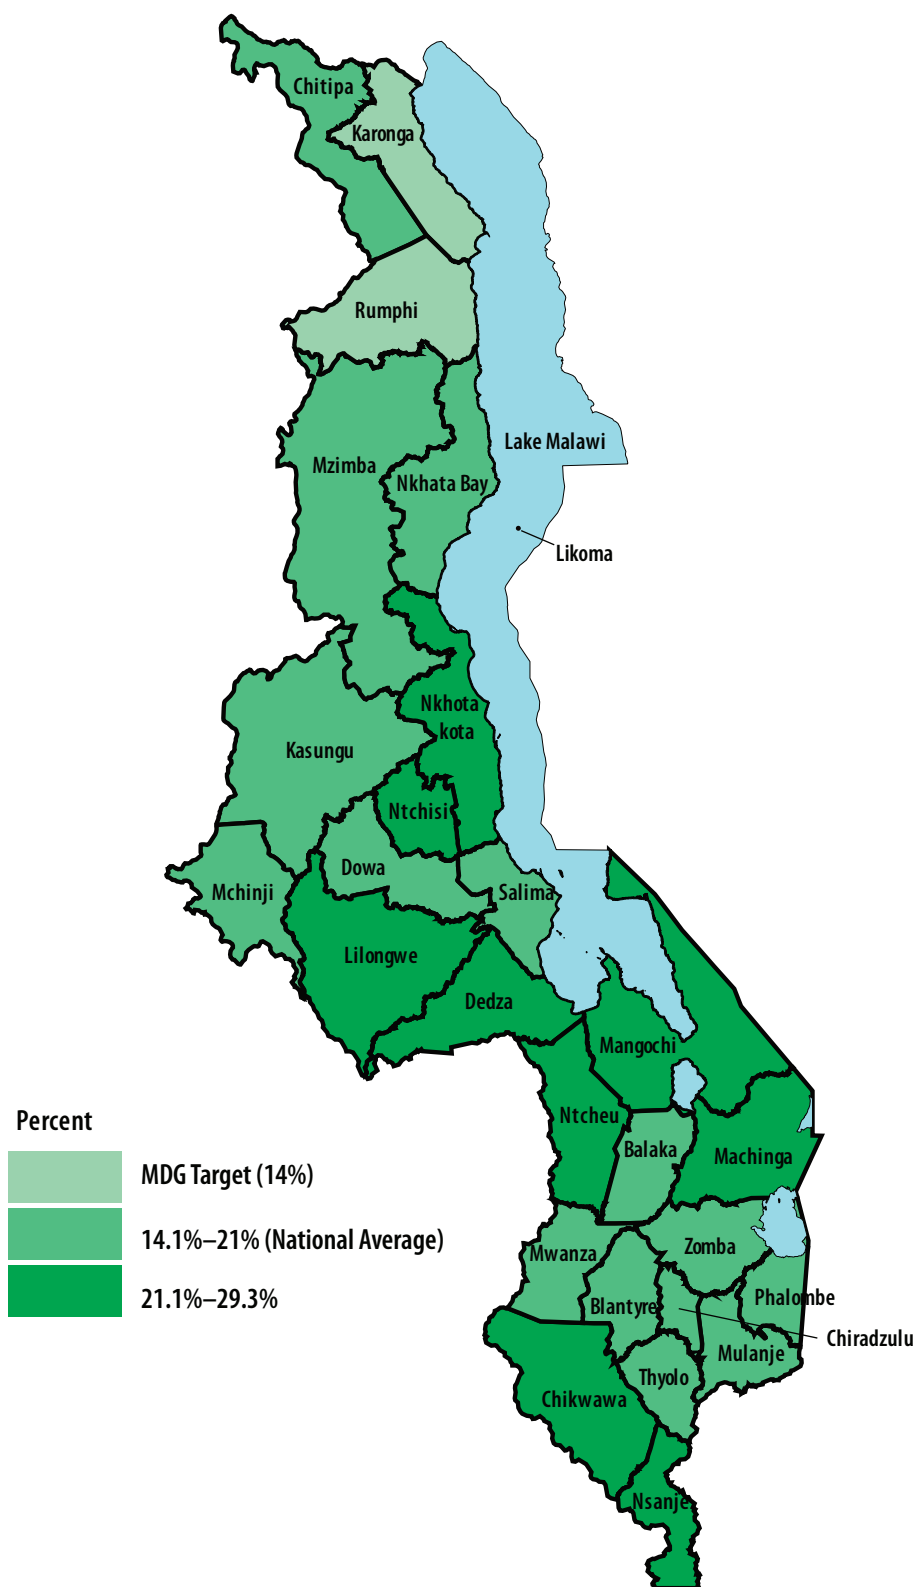 Chitipa
Karonga
Rumphi
Lake Malawi
Mzimba
Nkhata Bay
Likoma
Nkhota
kota
Kasungu
Ntchisi
Dowa
Mchinji
Salima
Lilongwe
Dedza
Mangochi
Ntcheu
Balaka
Machinga
Percent
MDG Target (14%)
14.1%–21% (National Average)
21.1%–29.3%
Zomba
Mwanza
Phalombe
Blantyre
Chiradzulu
Mulanje
Thyolo
Chikwawa
Nsanje